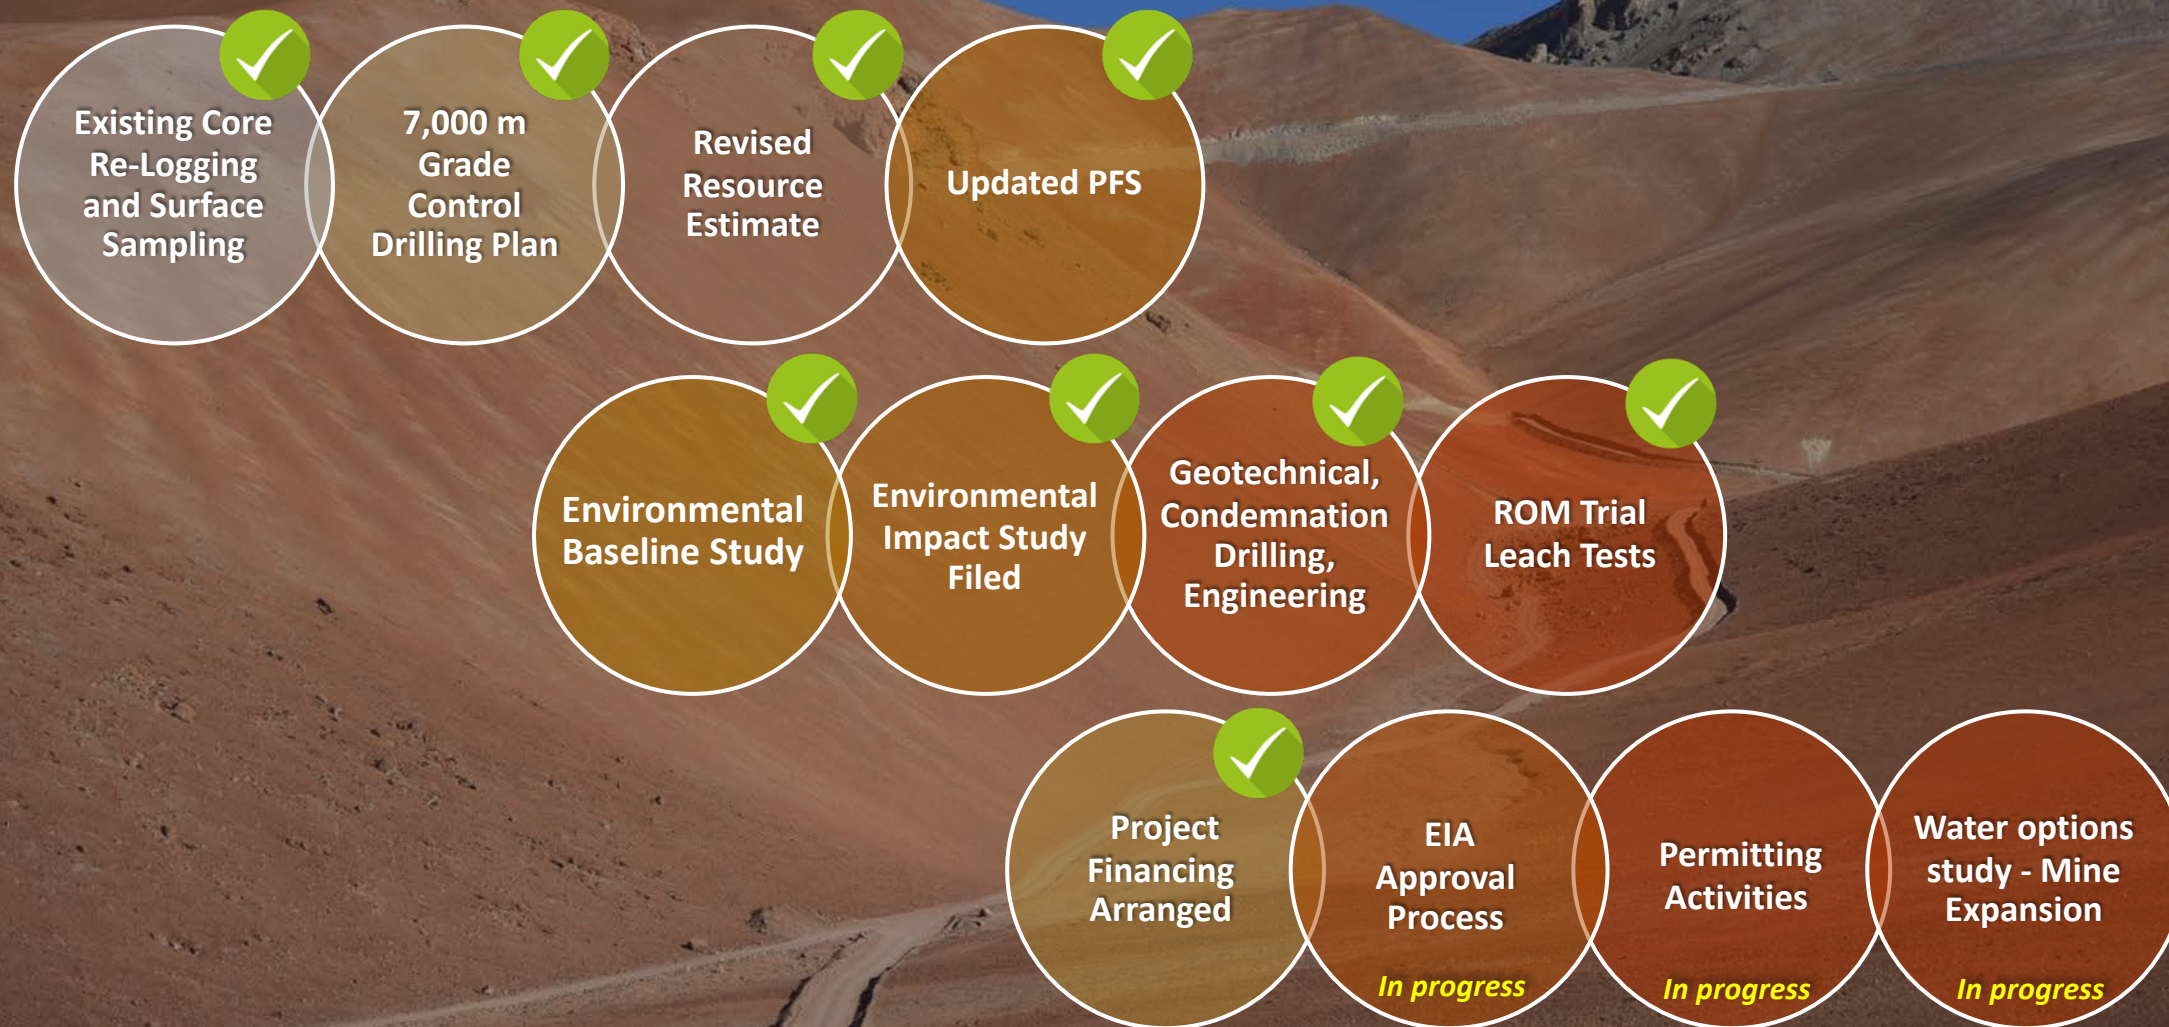 Existing Core
Re-Logging
and Surface
Sampling
7,000 m
Grade
Control
Drilling Plan
Revised
Resource
Estimate
Updated PFS
Environmental
Baseline Study
Environmental
Impact Study
Filed
Geotechnical,
Condemnation
Drilling,
Engineering
ROM Trial
Leach Tests
Project
Financing
Arranged
EIA
Approval
Process
In progress
Permitting
Activities
In progress
Water options
study - Mine
Expansion
In progress